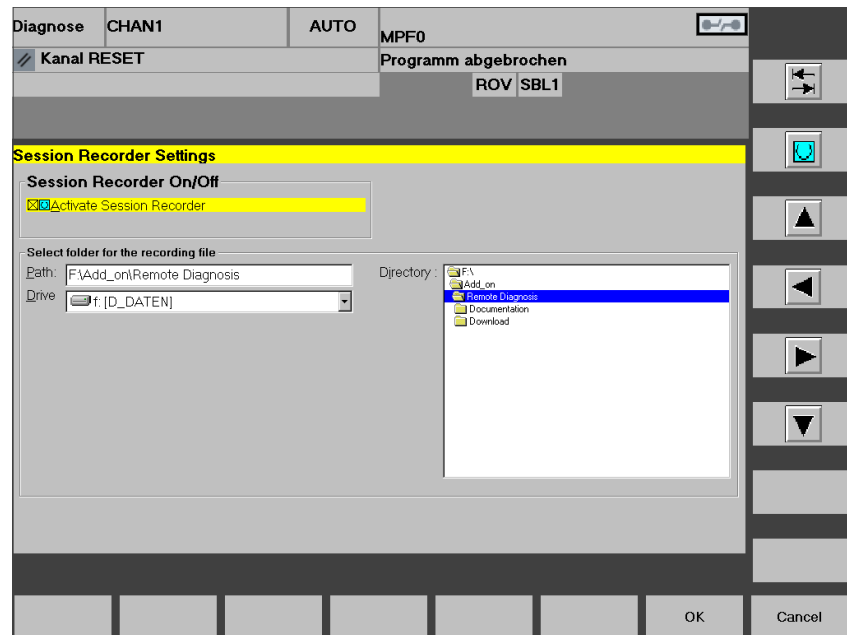 Diagnose CHAN1 AUTO MPF0
Kanal RESET Programm abgebrochen
ROV SBL1
Session Recorder Settings
Session Recorder On/Off
Activate Session Recorder
Select folder for the recording file
Path: F:\Add_on\Remote Diagnosis Directory : F:\
Add_on
Drive f: [D_DATEN] Remote Diagnosis
Documentation
Download
OK Cancel